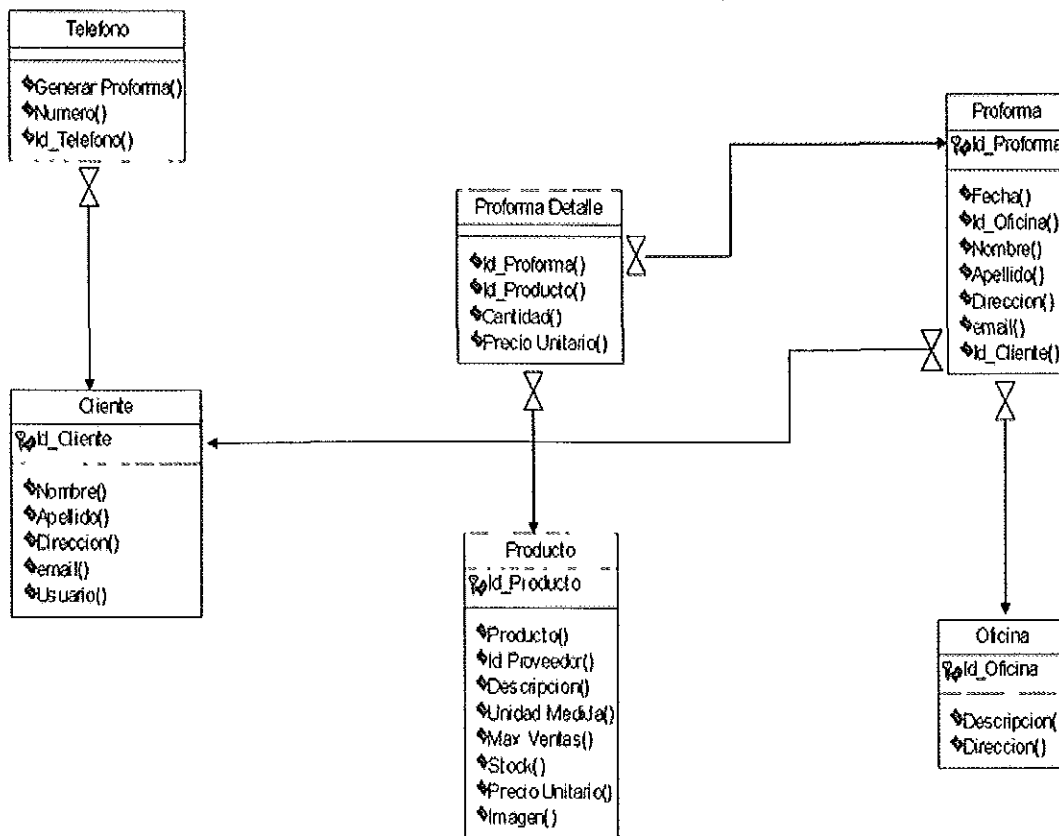 Telefono
Generar Proforma()
Numero()
Id_Telefono()
Proforma
Id_Proforma
Fecha()
Id_Oficina()
Nombre()
Apellido()
Direccion()
email()
Id_Cliente()
Proforma Detalle
Id_Proforma()
Id_Producto()
Cantidad()
Precio Unitario()
Cliente
Id_Cliente
Nombre()
Apellido()
Direccion()
email()
Usuario()
Producto
Id_Producto
Producto()
Id Proveedor()
Descripcion()
Unidad Medida()
Max Ventas()
Stock()
Precio Unitario()
Imagen()
Oficina
Id_Oficina
Descripcion(
Direccion()